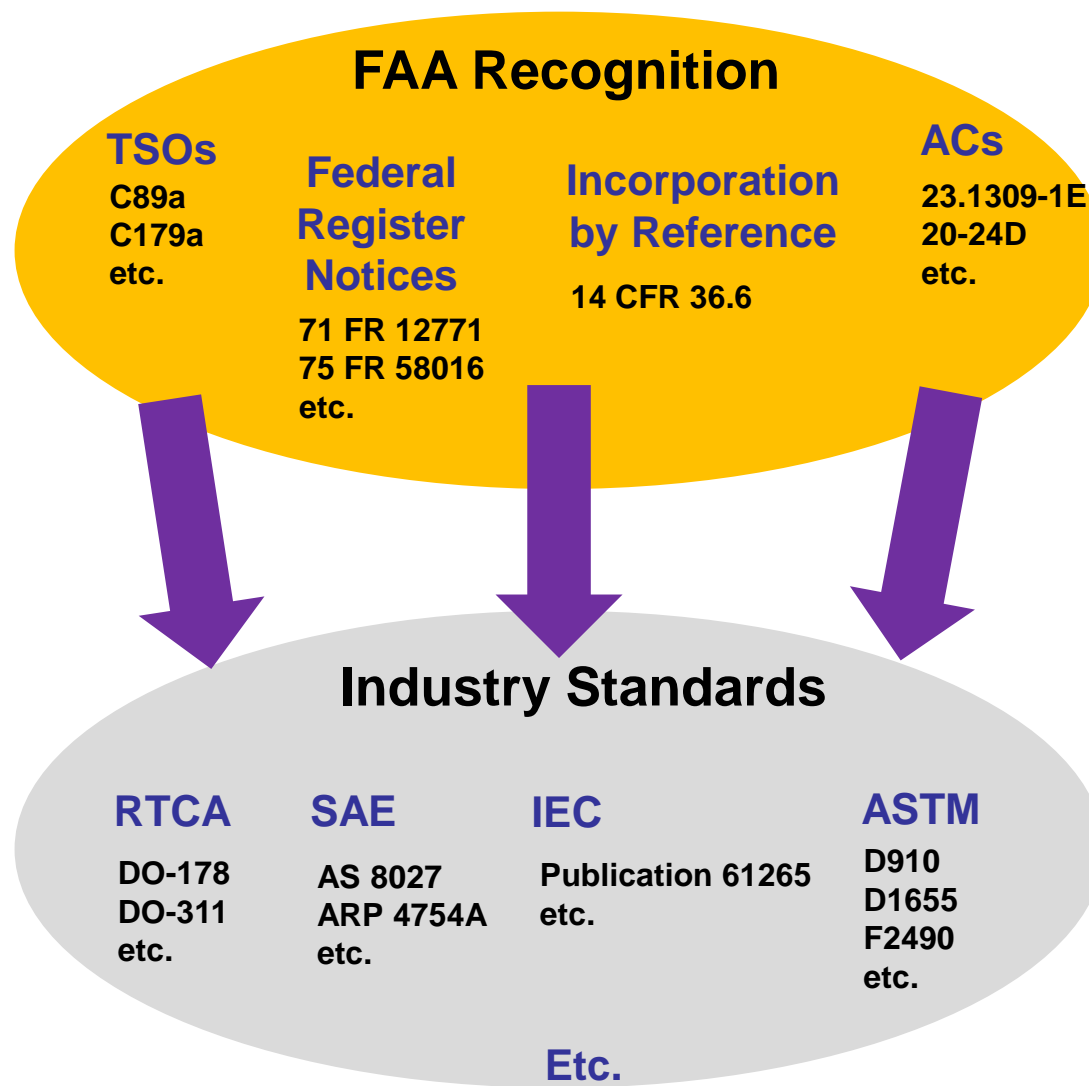 FAA Recognition
TSOs
C89a
C179a
etc.
Federal
Register
Notices
71 FR 12771
75 FR 58016
etc.
Incorporation
by Reference
14 CFR 36.6
ACs
23.1309-1E
20-24D
etc.
Industry Standards
RTCA
DO-178
DO-311
etc.
SAE
AS 8027
ARP 4754A
etc.
IEC
Publication 61265
etc.
ASTM
D910
D1655
F2490
etc.
Etc.